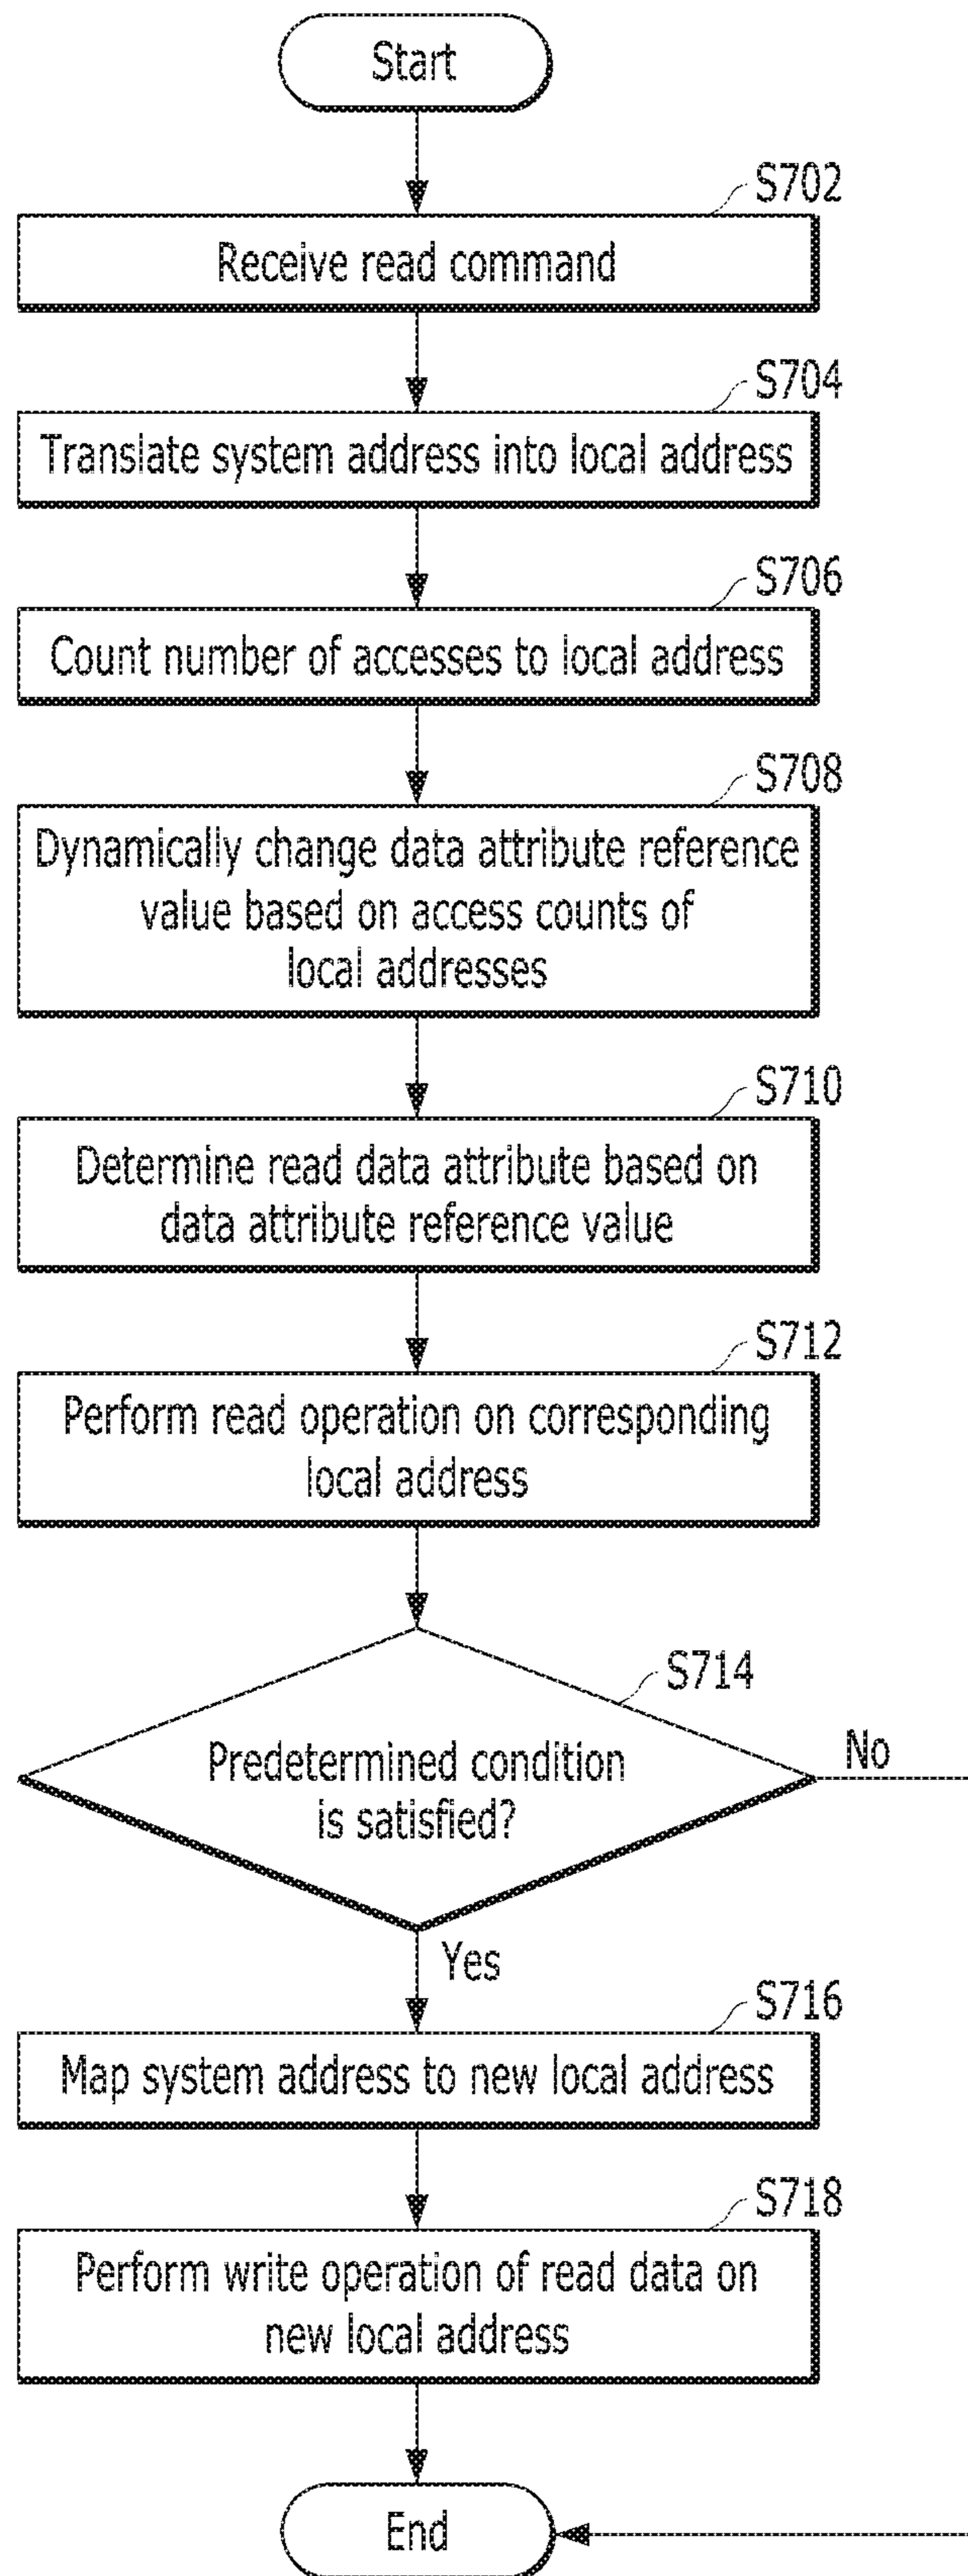 Start
S702
Receive read command
S704
Translate system address into local address
S706
Count number of accesses to local address
S708
Dynamically change data attribute reference
value based on access counts of
local addresses
S710
Determine read data attribute based on
data attribute reference value
S712
Perform read operation on corresponding
local address
S714
Predetermined condition
is satisfied?
No
Yes
S716
Map system address to new local address
S718
Perform write operation of read data on
new local address
End